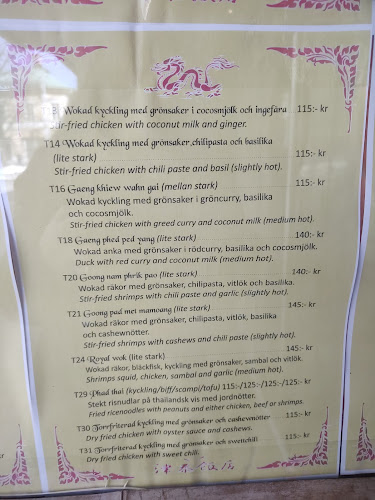 Wokad kyckling med grönsaker i cocosmjölk och ingefära 115:- kr
Stir-fried chicken with coconut milk and ginger.
T14 Wokad kyckling med grönsaker, chilipasta och basilika
(lite stark) 115:- kr
Stir-fried chicken with chili paste and basil (slightly hot).
T16 Gaeng khiew wahn gai (mellan stark) 115:- kr
Wokad kyckling med grönsaker i gröncurry, basilika
och cocosmjölk.
Stir-fried chicken with greed curry and coconut milk (medium hot).
T18 Gaeng phed ped yang (lite stark) 140:- kr
Wokad anka med grönsaker i rödcurry, basilika och cocosmjölk.
Duck with red curry and coconut milk (medium hot).
T20 Goong nam phrik pao (lite stark) 140:- kr
Wokad räkor med grönsaker, chilipasta, vitlök och basilika.
Stir-fried shrimps with chili paste and garlic (slightly hot).
T21 Goong pad met mamoang (lite stark) 145:- kr
Wokad räkor med grönsaker, chilipasta, vitlök, basilika
och cashewnötter.
Stir-fried shrimps with cashews and chili paste (slightly hot).
T24 Royal wok (lite stark) 145:- kr
Wokad räkor, bläckfisk, kyckling med grönsaker, sambal och vitlök.
Shrimps squid, chicken, sambal and garlic (medium hot).
T29 Phad thai (kyckling/biff/scampi/tofu) 115:-/125:-/125:-/125:- kr
Stekt risnudlar på thailandsk vis med jordnötter.
Fried ricenoodles with peanuts and either chicken, beef or shrimps.
T30 Torrfriterad kyckling med grönsaker och cashewnötter 115:- kr
Dry fried chicken with oyster sauce and cashews.
T31 Torrfriterad kyckling med grönsaker och sweetchili 115:- kr
Dry fried chicken with sweet chili.